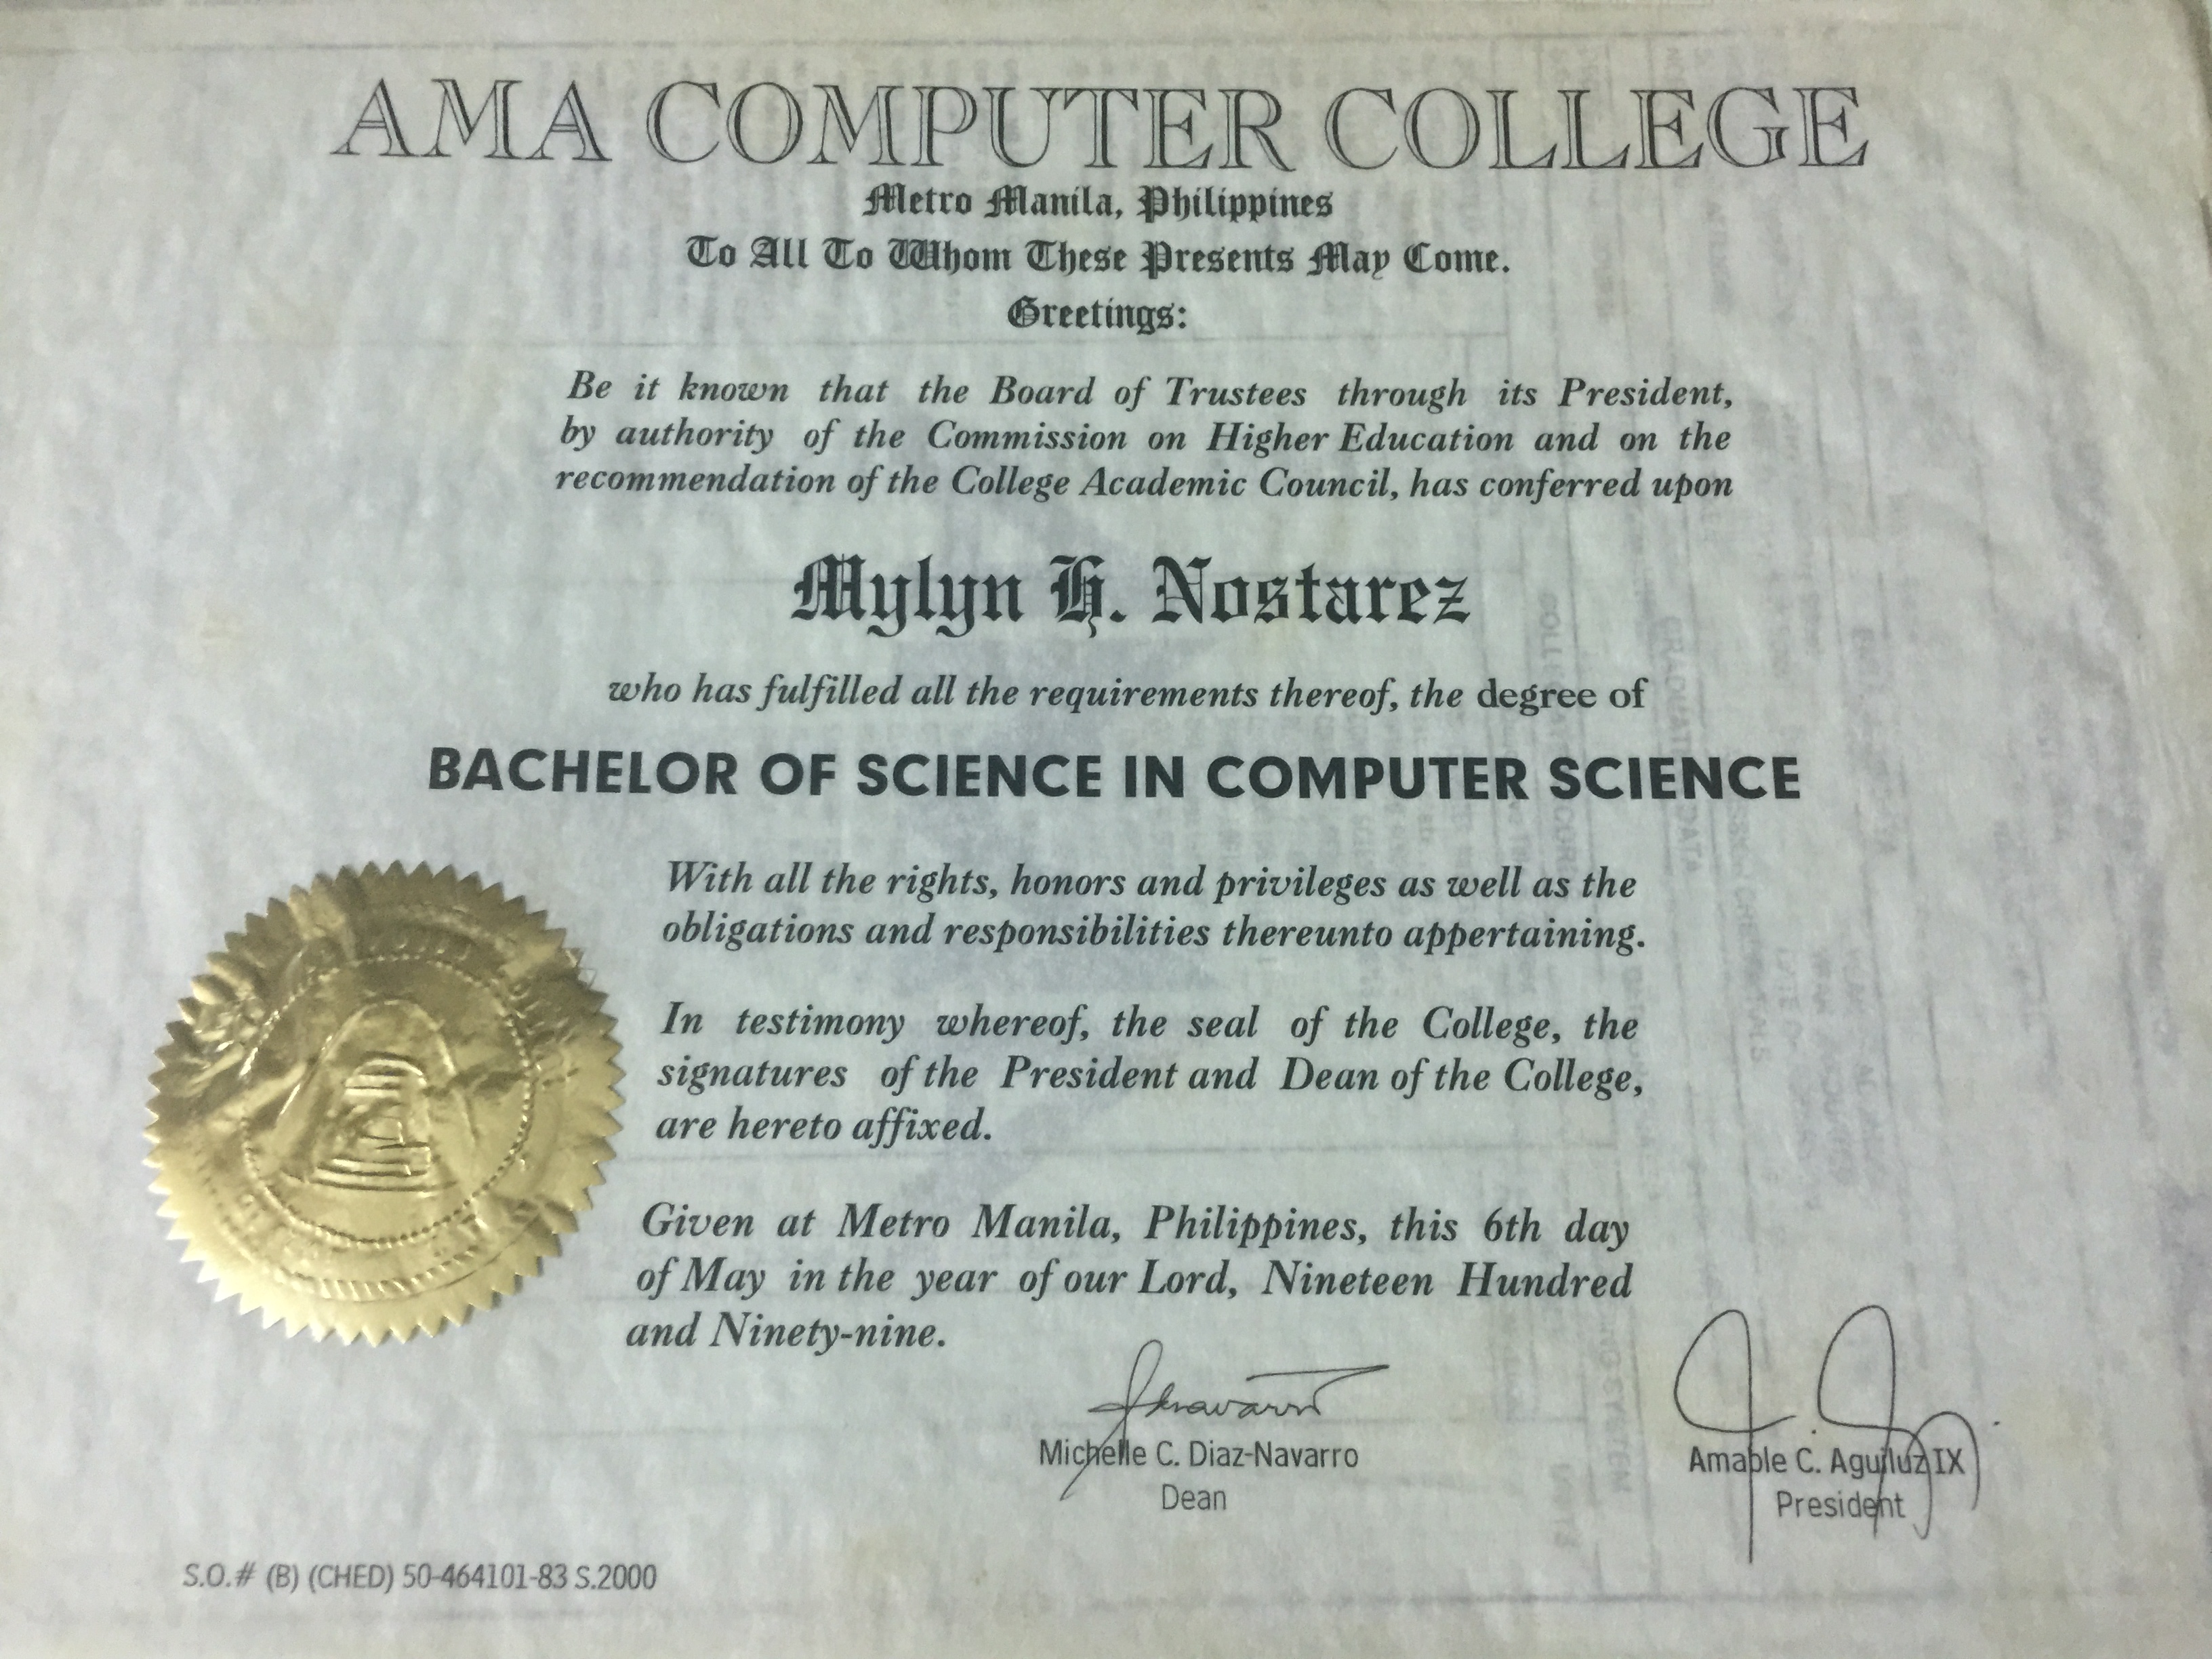 AMA COMPUTER COLLEGE
Metro Manila, Philippines
To All To Whom These Presents May Come.
Greetings:
Be it known that the Board of Trustees through its President,
by authority of the Commission on Higher Education and on the
recommendation of the College Academic Council, has conferred upon
Mylyn H. Nostarez
who has fulfilled all the requirements thereof, the degree of
BACHELOR OF SCIENCE IN COMPUTER SCIENCE
With all the rights, honors and privileges as well as the
obligations and responsibilities thereunto appertaining.
In testimony whereof, the seal of the College, the
signatures of the President and Dean of the College,
are hereto affixed.
Given at Metro Manila, Philippines, this 6th day
of May in the year of our Lord, Nineteen Hundred
and Ninety-nine.
Michelle C. Diaz-Navarro
Dean
Amable C. Aguiluz IX
President
S.O.# (B) (CHED) 50-464101-83 S.2000